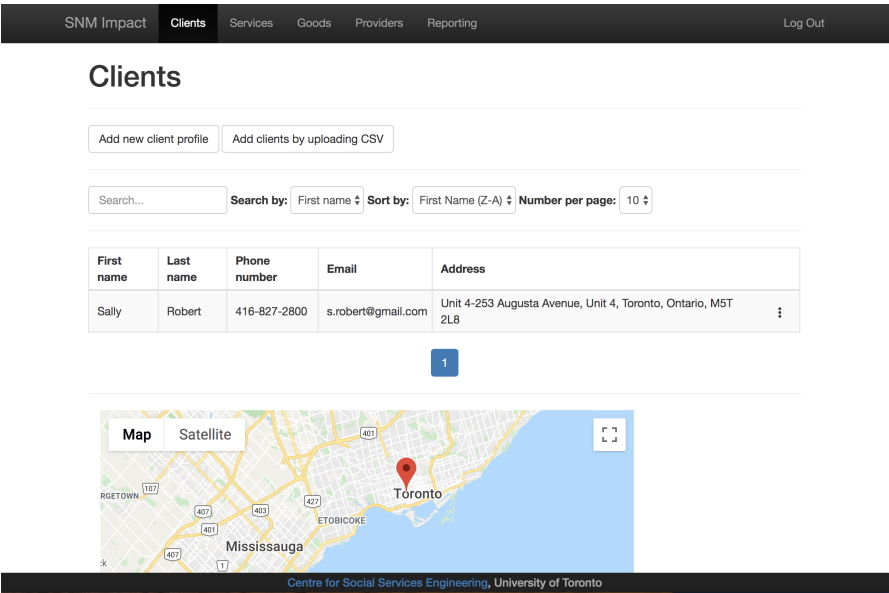 SNM Impact Clients Services Goods Providers Reporting Log Out
Clients
Add new client profile Add clients by uploading CSV
Search... Search by: First name Sort by: First Name (Z-A) Number per page: 10
First name Last name Phone number Email Address
Sally Robert 416-827-2800 s.robert@gmail.com Unit 4-253 Augusta Avenue, Unit 4, Toronto, Ontario, M5T
2L8
1
Map Satellite
401
107
RGETOWN
Toronto
427
407
403
ETOBICOKE
401
Mississauga
407
ck
1
Centre for Social Services Engineering, University of Toronto